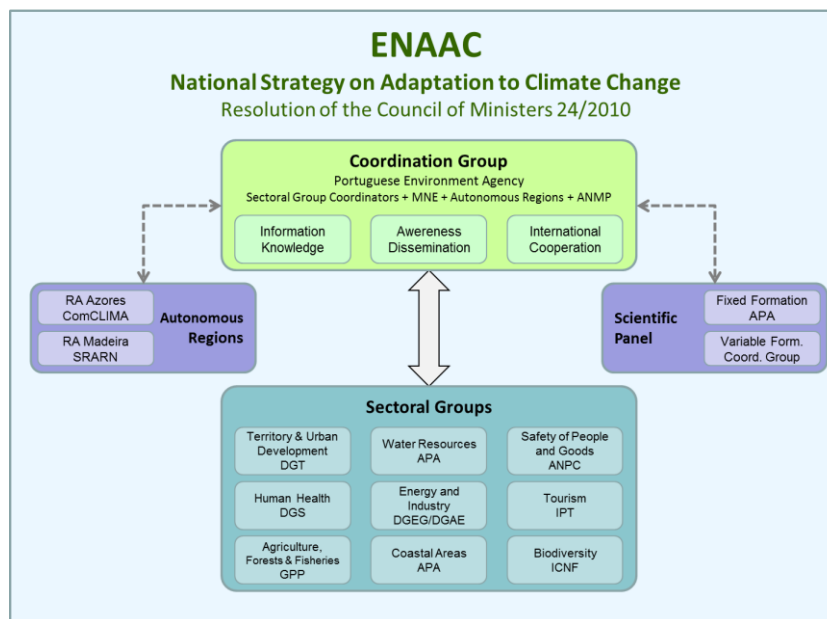 ENAAC
National Strategy on Adaptation to Climate Change
Resolution of the Council of Ministers 24/2010
Coordination Group
Portuguese Environment Agency
Sectoral Group Coordinators + MNE + Autonomous Regions + ANMP
Information
Knowledge
Awereness
Dissemination
International
Cooperation
RA Azores
ComCLIMA
RA Madeira
SRARN
Autonomous
Regions
Scientific
Panel
Fixed Formation
APA
Variable Form.
Coord. Group
Sectoral Groups
Territory & Urban
Development
DGT
Water Resources
APA
Safety of People
and Goods
ANPC
Human Health
DGS
Energy and
Industry
DGEG/DGAE
Tourism
IPT
Agriculture,
Forests & Fisheries
GPP
Coastal Areas
APA
Biodiversity
ICNF